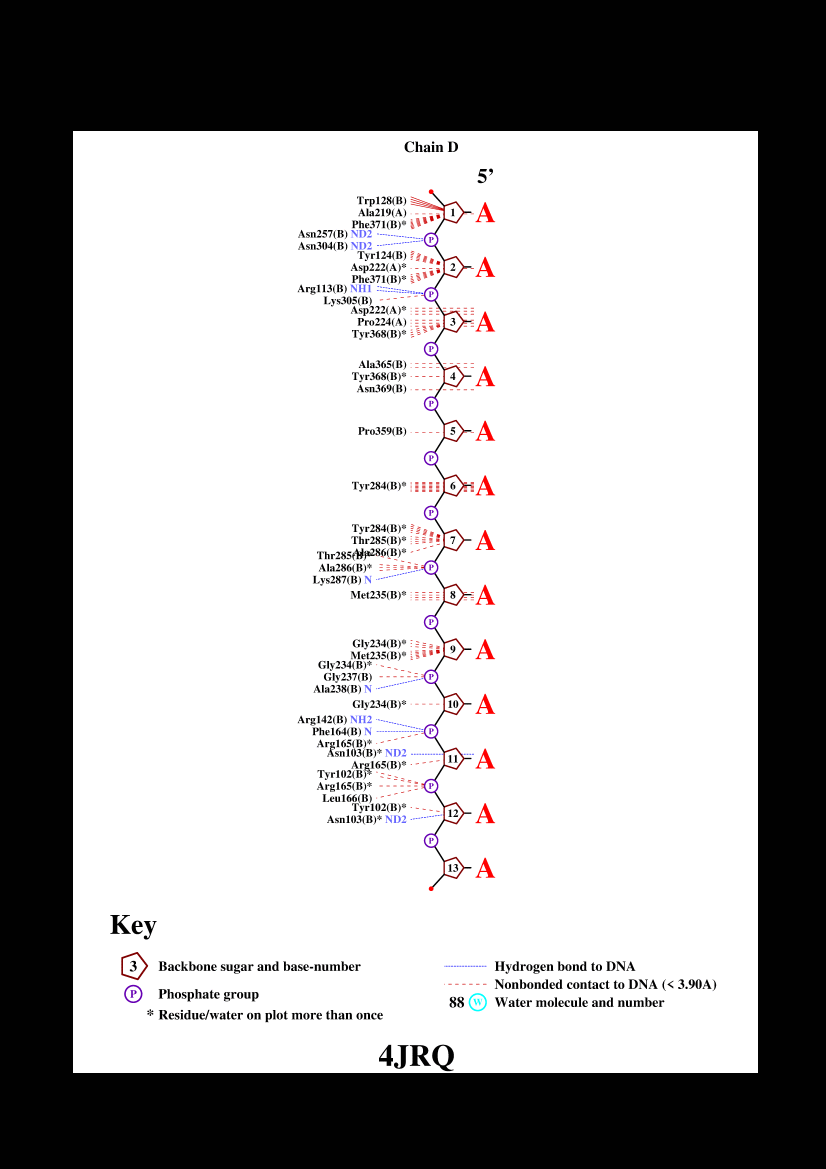 Chain D
5’
Trp128(B)
Ala219(A) 1 A
Phe371(B)*
Asn257(B) ND2
P
Asn304(B) ND2
Tyr124(B)
Asp222(A)* 2 A
Phe371(B)*
Arg113(B) NH1
P
Lys305(B)
Asp222(A)*
Pro224(A) 3 A
Tyr368(B)*
P
Ala365(B)
Tyr368(B)* 4 A
Asn369(B)
P
Pro359(B) 5 A
P
Tyr284(B)* 6 A
P
Tyr284(B)*
Thr285(B)* 7 A
Ala286(B)*
Thr285(B)*
Ala286(B)* P
Lys287(B) N
Met235(B)* 8 A
P
Gly234(B)*
9 A
Met235(B)*
Gly234(B)*
Gly237(B) P
Ala238(B) N
Gly234(B)* 10 A
Arg142(B) NH2
Phe164(B) N P
Arg165(B)*
Asn103(B)* ND2
11 A
Arg165(B)*
Tyr102(B)*
Arg165(B)* P
Leu166(B)
Tyr102(B)*
12 A
Asn103(B)* ND2
P
13 A
Key
3 Backbone sugar and base-number
P Phosphate group
* Residue/water on plot more than once
Hydrogen bond to DNA
Nonbonded contact to DNA (< 3.90A)
88 W Water molecule and number
4JRQ